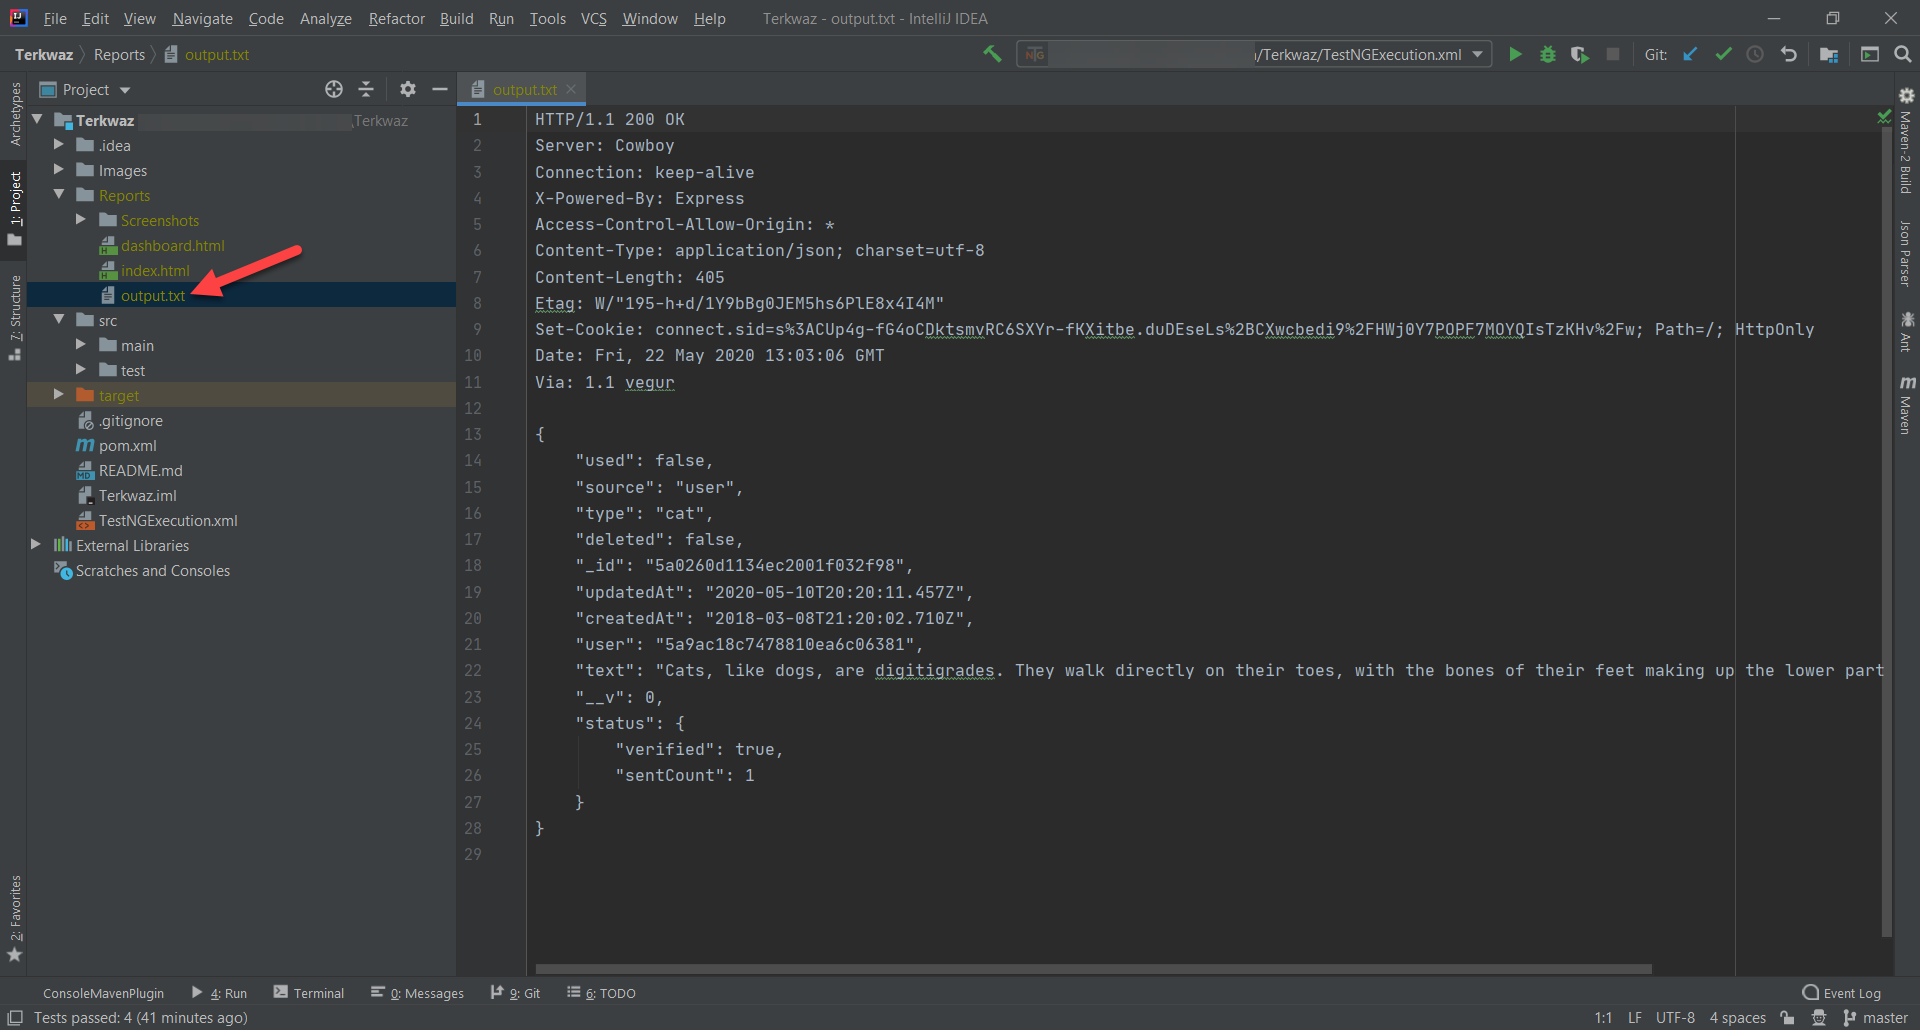 File Edit View Navigate Code Analyze Refactor Build Run Tools VCS Window Help Terkwaz - output.txt - IntelliJ IDEA
Terkwaz Reports output.txt
/Terkwaz/TestNGExecution.xml Git:
Project
output.txt
Archetypes
1: Project
7: Structure
2: Favorites
Terkwaz \Terkwaz
.idea
Images
Reports
Screenshots
dashboard.html
index.html
output.txt
src
main
test
target
.gitignore
pom.xml
README.md
Terkwaz.iml
TestNGExecution.xml
External Libraries
Scratches and Consoles
1 HTTP/1.1 200 OK
2 Server: Cowboy
3 Connection: keep-alive
4 X-Powered-By: Express
5 Access-Control-Allow-Origin: *
6 Content-Type: application/json; charset=utf-8
7 Content-Length: 405
8 Etag: W/"195-h+d/1Y9bBg0JEM5hs6PlE8x4I4M"
9 Set-Cookie: connect.sid=s%3ACUp4g-fG4oCDktsmvRC6SXYr-fKXitbe.duDEseLs%2BCXwcbedi9%2FHWj0Y7POPF7MOYQIsTzKHv%2Fw; Path=/; HttpOnly
10 Date: Fri, 22 May 2020 13:03:06 GMT
11 Via: 1.1 vegur
12
13 {
14 "used": false,
15 "source": "user",
16 "type": "cat",
17 "deleted": false,
18 "_id": "5a0260d1134ec2001f032f98",
19 "updatedAt": "2020-05-10T20:20:11.457Z",
20 "createdAt": "2018-03-08T21:20:02.710Z",
21 "user": "5a9ac18c7478810ea6c06381",
22 "text": "Cats, like dogs, are digitigrades. They walk directly on their toes, with the bones of their feet making up the lower part
23 "__v": 0,
24 "status": {
25 "verified": true,
26 "sentCount": 1
27 }
28 }
29
Maven-2 Build
Json Parser
Ant
Maven
ConsoleMavenPlugin 4: Run Terminal 0: Messages 9: Git 6: TODO Event Log
Tests passed: 4 (41 minutes ago) 1:1 LF UTF-8 4 spaces master